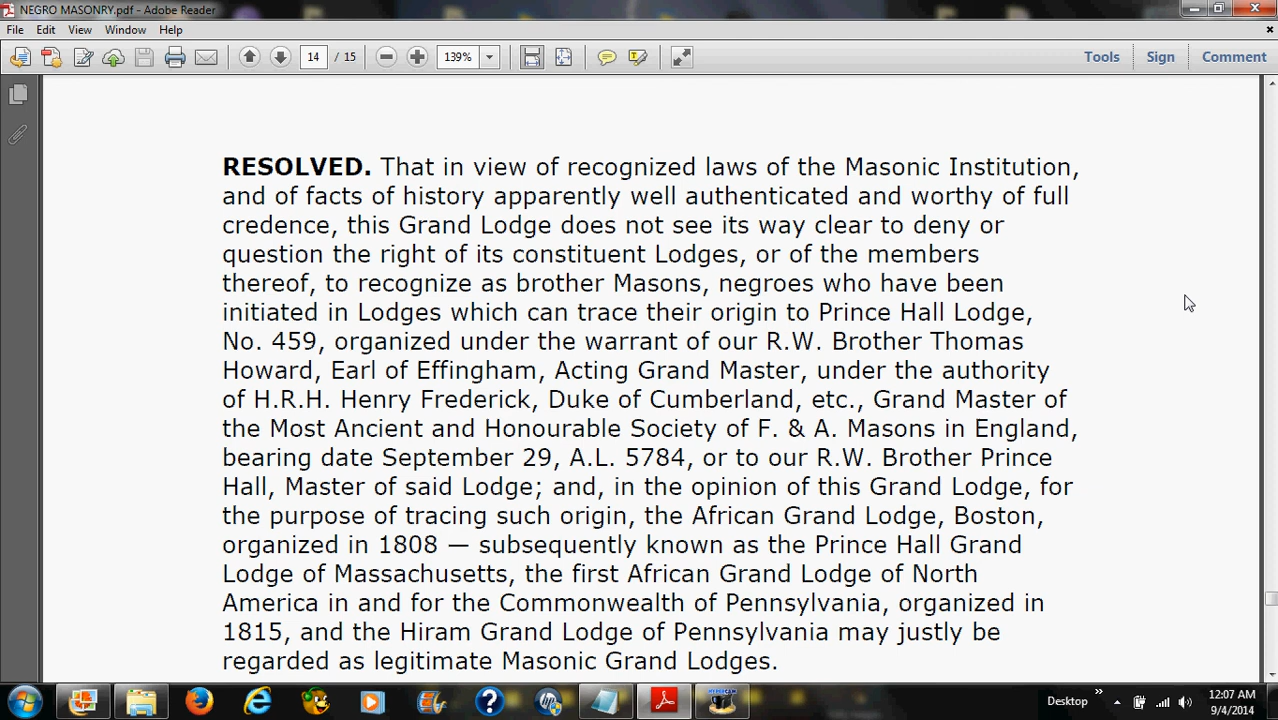 NEGRO MASONRY.pdf - Adobe Reader
File Edit View Window Help
14 / 15 139% Tools Sign Comment
RESOLVED. That in view of recognized laws of the Masonic Institution,
and of facts of history apparently well authenticated and worthy of full
credence, this Grand Lodge does not see its way clear to deny or
question the right of its constituent Lodges, or of the members
thereof, to recognize as brother Masons, negroes who have been
initiated in Lodges which can trace their origin to Prince Hall Lodge,
No. 459, organized under the warrant of our R.W. Brother Thomas
Howard, Earl of Effingham, Acting Grand Master, under the authority
of H.R.H. Henry Frederick, Duke of Cumberland, etc., Grand Master of
the Most Ancient and Honourable Society of F. & A. Masons in England,
bearing date September 29, A.L. 5784, or to our R.W. Brother Prince
Hall, Master of said Lodge; and, in the opinion of this Grand Lodge, for
the purpose of tracing such origin, the African Grand Lodge, Boston,
organized in 1808 — subsequently known as the Prince Hall Grand
Lodge of Massachusetts, the first African Grand Lodge of North
America in and for the Commonwealth of Pennsylvania, organized in
1815, and the Hiram Grand Lodge of Pennsylvania may justly be
regarded as legitimate Masonic Grand Lodges.
Desktop » 12:07 AM
9/4/2014